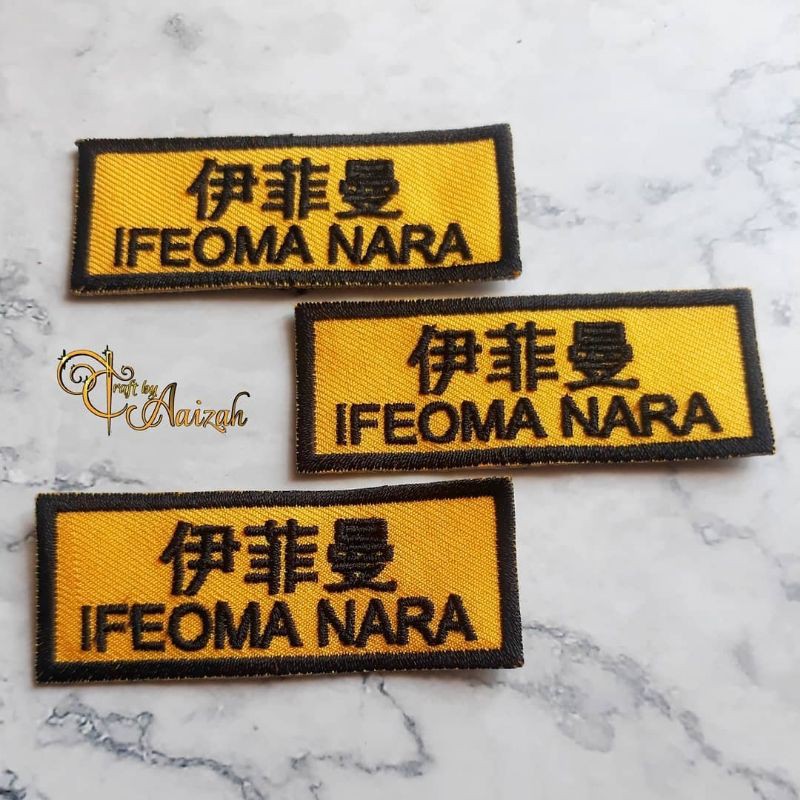 伊菲曼
IFEOMA NARA
伊菲曼
IFEOMA NARA
Craft by
Aaizah
伊菲曼
IFEOMA NARA